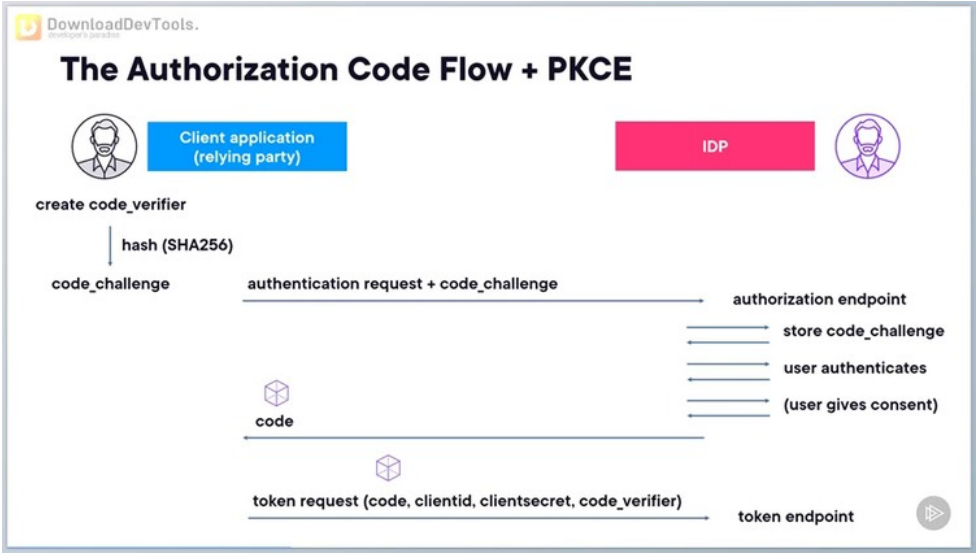 DownloadDevTools.
developer's paradise
The Authorization Code Flow + PKCE
Client application
(relying party)
IDP
create code_verifier
hash (SHA256)
code_challenge
authentication request + code_challenge
authorization endpoint
store code_challenge
user authenticates
(user gives consent)
code
token request (code, clientid, clientsecret, code_verifier)
token endpoint